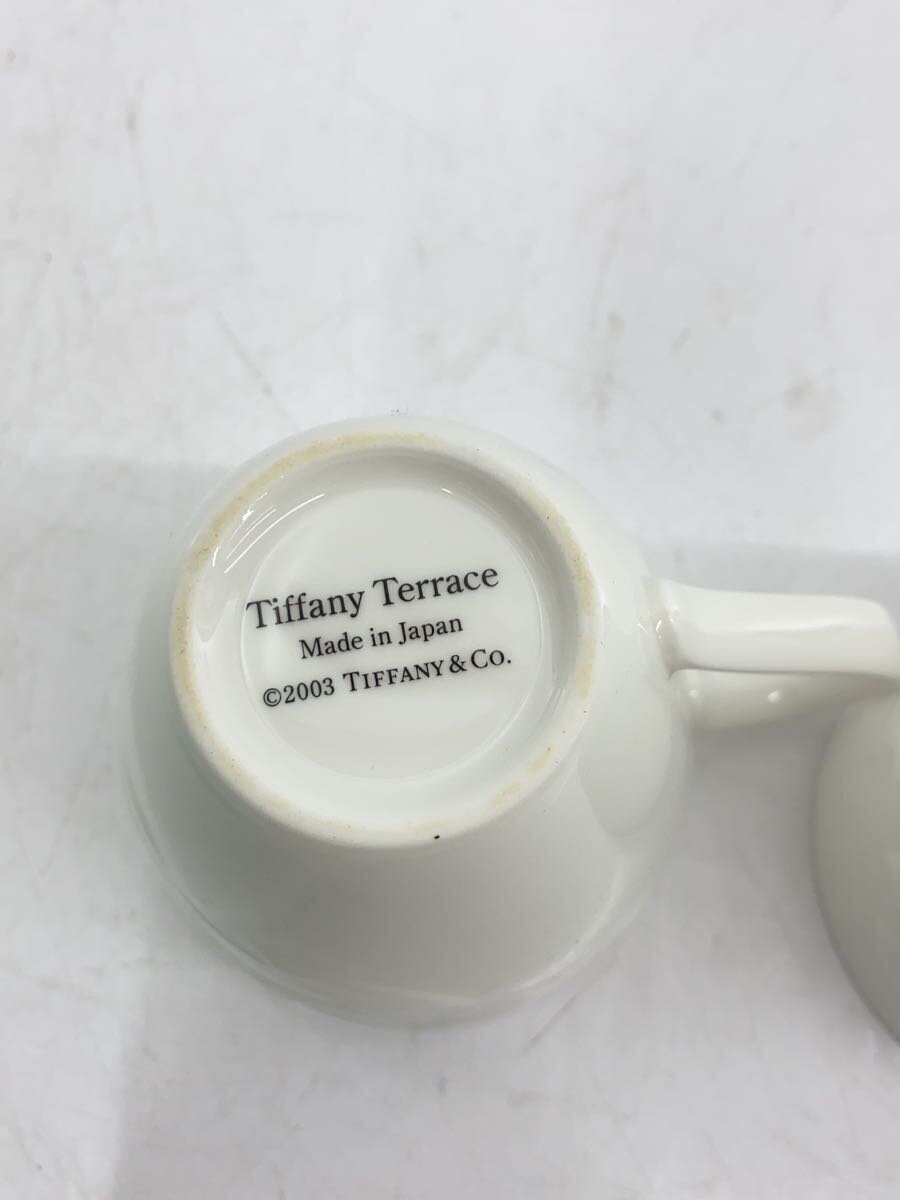 Tiffany Terrace
Made in Japan
©2003 TIFFANY & CO.